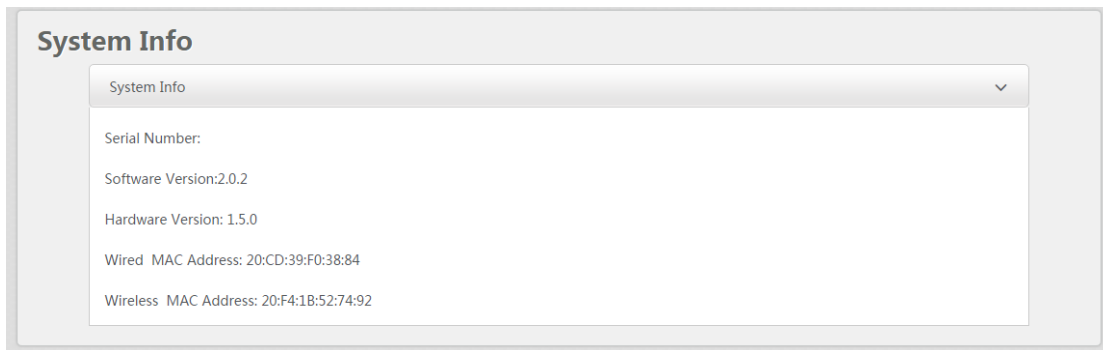 System Info
System Info
Serial Number:
Software Version:2.0.2
Hardware Version: 1.5.0
Wired  MAC Address: 20:CD:39:F0:38:84
Wireless  MAC Address: 20:F4:1B:52:74:92